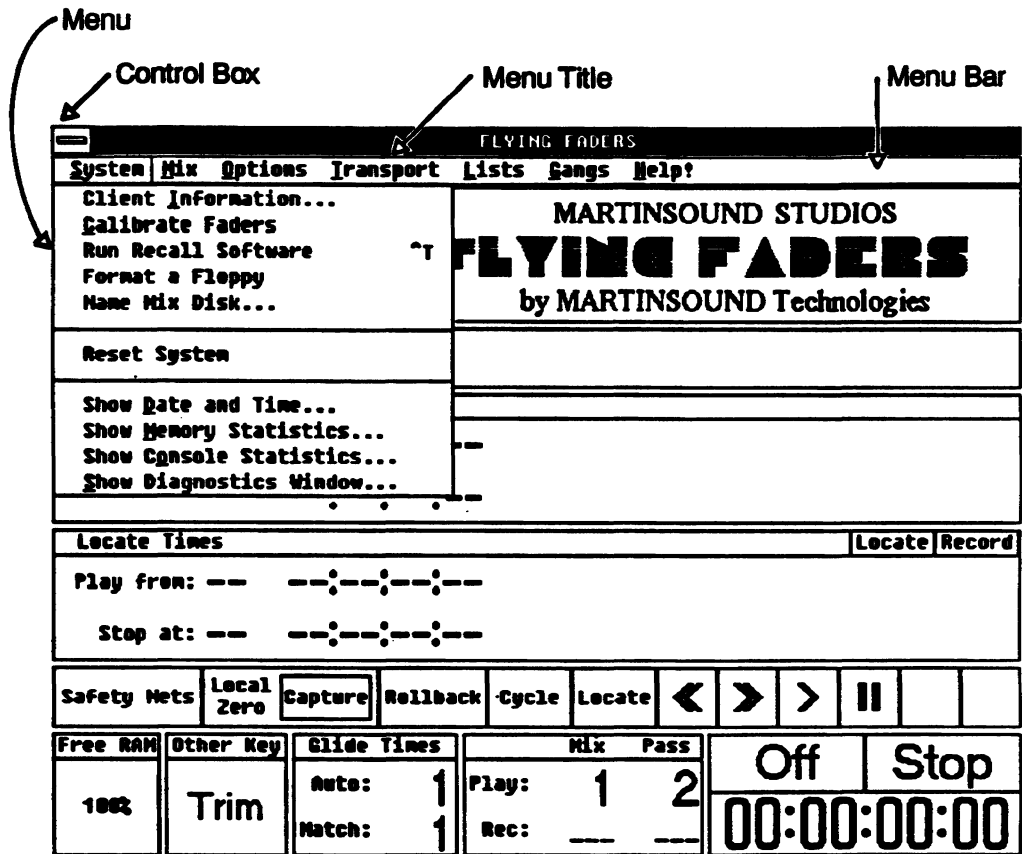 Menu
Control Box
Menu Title
Menu Bar
FLYING FADERS
System Mix Options Transport Lists Gangs Help!
Client Information...
Calibrate Faders
Run Recall Software ^T
Format a Floppy
Name Mix Disk...
Reset System
Show Date and Time...
Show Memory Statistics...
Show Console Statistics...
Show Diagnostics Window...
MARTINSOUND STUDIOS
FLYING FADERS
by MARTINSOUND Technologies
Locate Times Locate Record
Play from: -- --:--:--:--
Stop at: -- --:--:--:--
Safety Nets Local Zero Capture Rollback Cycle Locate
Free RAM Other Key Glide Times Mix Pass
100% Trim
Auto: 1
Match: 1
Play: 1 2
Rec: --- ---
Off Stop
00:00:00:00